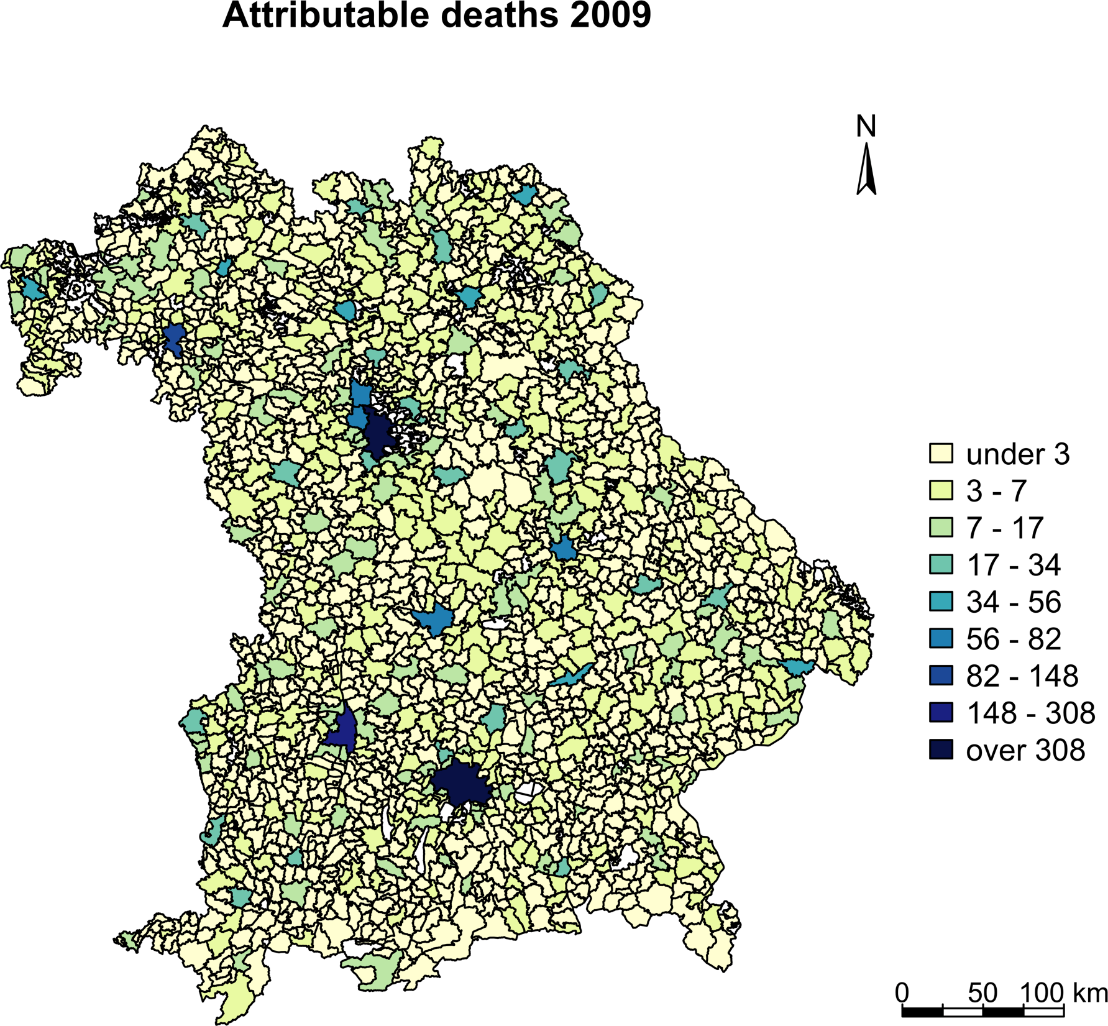 Attributable deaths 2009
N
under 3
3 - 7
7 - 17
17 - 34
34 - 56
56 - 82
82 - 148
148 - 308
over 308
0 50 100 km